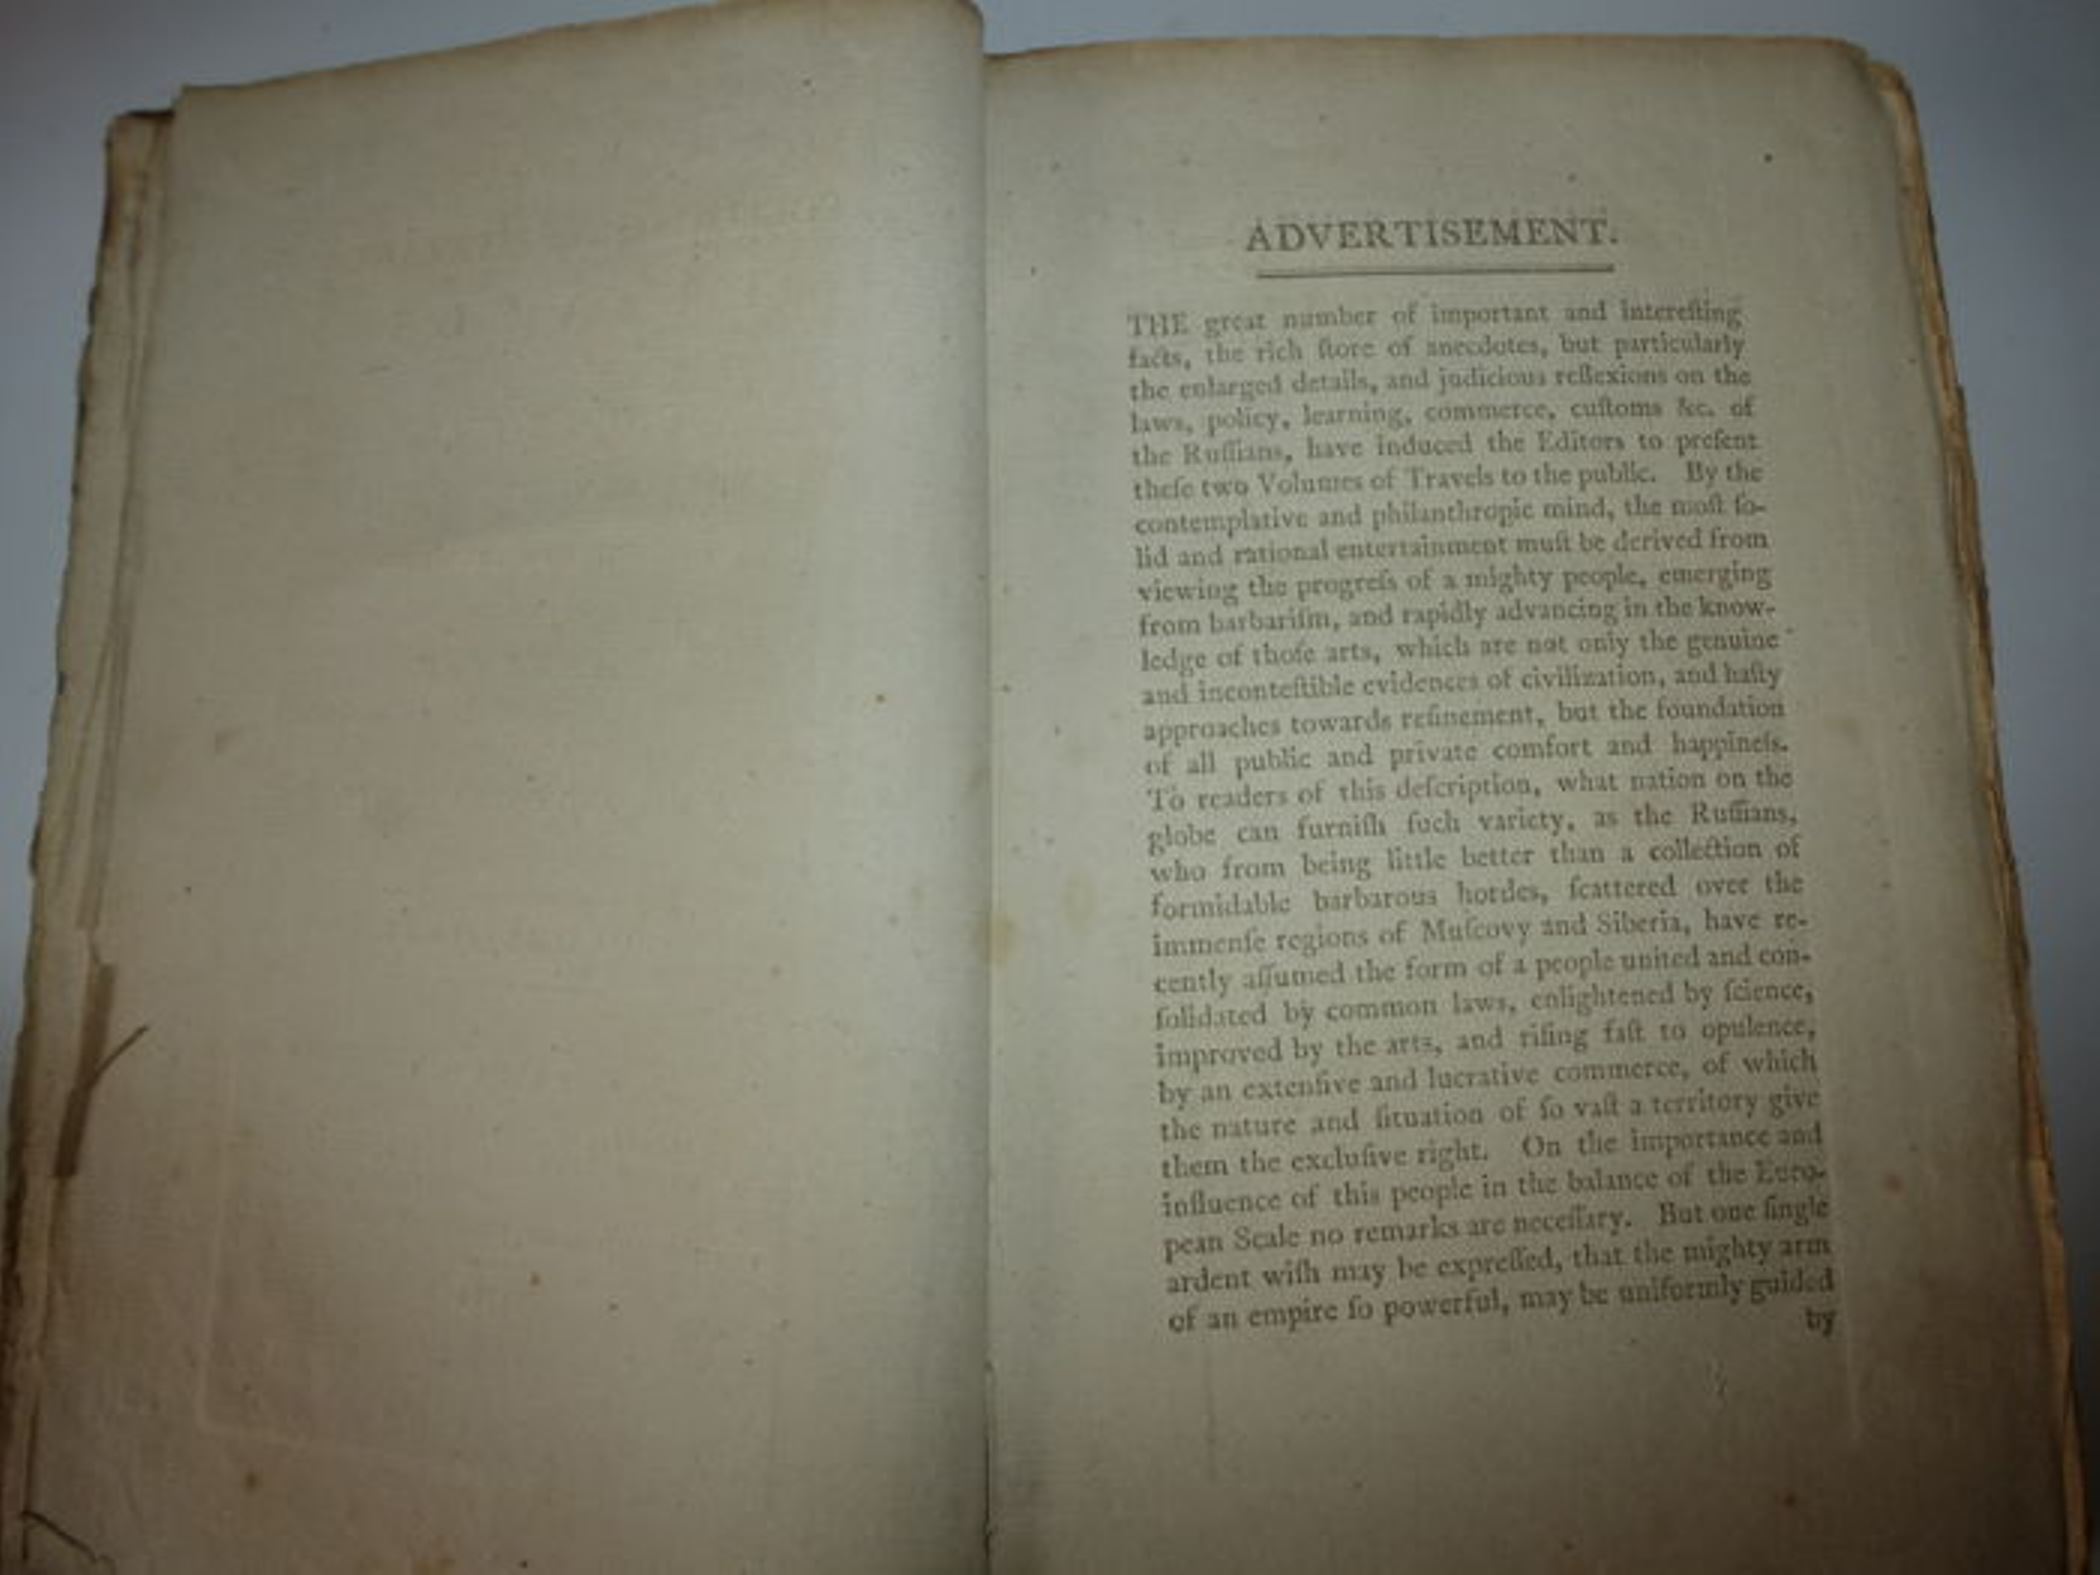 ADVERTISEMENT.
THE great number of important and intereſting
facts, the rich ſtore of anecdotes, but particularly
the enlarged details, and judicious reflexions on the
laws, policy, learning, commerce, cuſtoms &c. of
the Ruſſians, have induced the Editors to preſent
theſe two Volumes of Travels to the public. By the
contemplative and philanthropic mind, the moſt ſo-
lid and rational entertainment muſt be derived from
viewing the progreſs of a mighty people, emerging
from barbariſm, and rapidly advancing in the know-
ledge of thoſe arts, which are not only the genuine
and inconteſtible evidences of civilization, and haſty
approaches towards refinement, but the foundation
of all public and private comfort and happineſs.
To readers of this deſcription, what nation on the
globe can furniſh ſuch variety, as the Ruſſians,
who from being little better than a collection of
formidable barbarous hordes, ſcattered over the
immenſe regions of Muſcovy and Siberia, have re-
cently aſſumed the form of a people united and con-
ſolidated by common laws, enlightened by ſcience,
improved by the arts, and riſing faſt to opulence,
by an extenſive and lucrative commerce, of which
the nature and ſituation of ſo vaſt a territory give
them the excluſive right. On the importance and
influence of this people in the balance of the Euro-
pean Scale no remarks are neceſſary. But one ſingle
ardent wiſh may be expreſſed, that the mighty arm
of an empire ſo powerful, may be uniformly guided
by